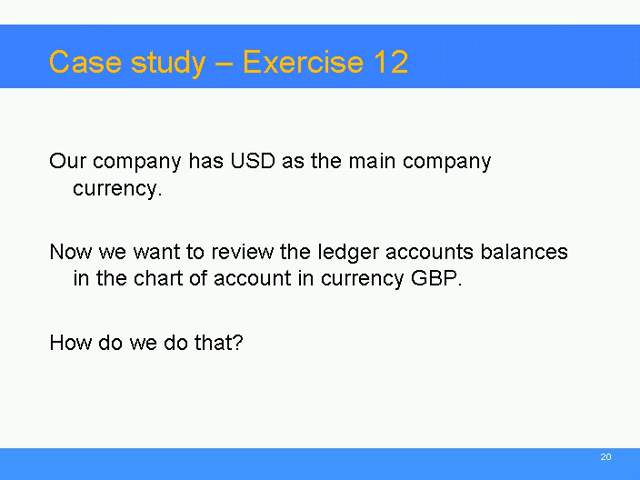 Case study – Exercise 12
Our company has USD as the main company
currency.
Now we want to review the ledger accounts balances
in the chart of account in currency GBP.
How do we do that?
20